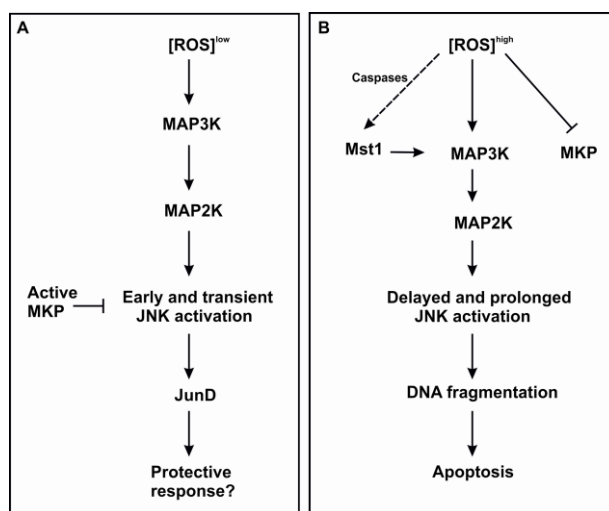 A
[ROS]low
MAP3K
MAP2K
Active
MKP
Early and transient
JNK activation
JunD
Protective
response?
B
[ROS]high
Caspases
Mst1
MAP3K
MKP
MAP2K
Delayed and prolonged
JNK activation
DNA fragmentation
Apoptosis